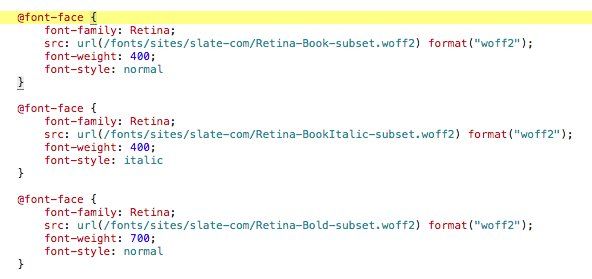 @font-face {
font-family: Retina;
src: url(/fonts/sites/slate-com/Retina-Book-subset.woff2) format("woff2");
font-weight: 400;
font-style: normal
}
@font-face {
font-family: Retina;
src: url(/fonts/sites/slate-com/Retina-BookItalic-subset.woff2) format("woff2");
font-weight: 400;
font-style: italic
}
@font-face {
font-family: Retina;
src: url(/fonts/sites/slate-com/Retina-Bold-subset.woff2) format("woff2");
font-weight: 700;
font-style: normal
}